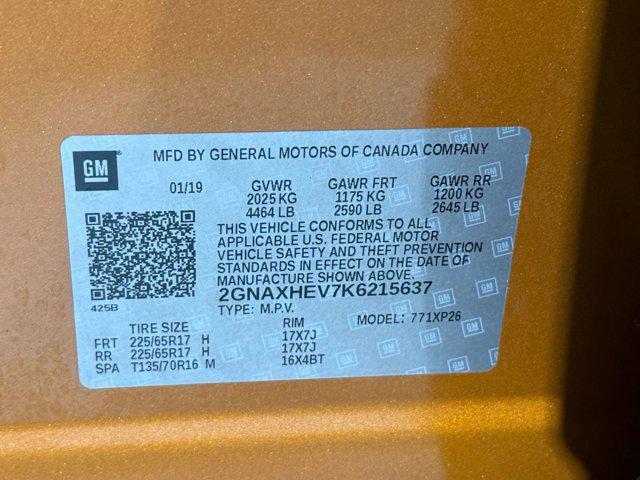 GM
MFD BY GENERAL MOTORS OF CANADA COMPANY
01/19 GVWR GAWR FRT GAWR RR
2025 KG 1175 KG 1200 KG
4464 LB 2590 LB 2645 LB
THIS VEHICLE CONFORMS TO ALL
APPLICABLE U.S. FEDERAL MOTOR
VEHICLE SAFETY AND THEFT PREVENTION
STANDARDS IN EFFECT ON THE DATE OF
MANUFACTURE SHOWN ABOVE.
2GNAXHEV7K6215637
425B
TYPE: M.P.V. MODEL: 771XP26
TIRE SIZE RIM
FRT 225/65R17 H 17X7J
RR 225/65R17 H 17X7J
SPA T135/70R16 M 16X4BT